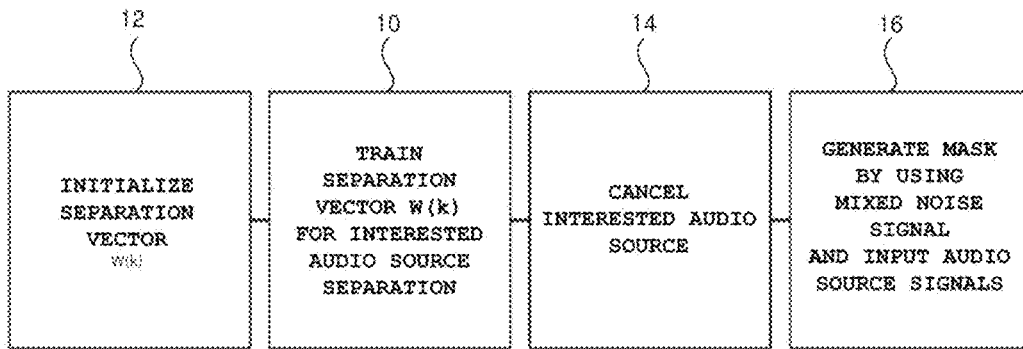 12
10
14
16
INITIALIZE
SEPARATION
VECTOR
W(k)
TRAIN
SEPARATION
VECTOR W(k)
FOR INTERESTED
AUDIO SOURCE
SEPARATION
CANCEL
INTERESTED AUDIO
SOURCE
GENERATE MASK
BY USING
MIXED NOISE
SIGNAL
AND INPUT AUDIO
SOURCE SIGNALS